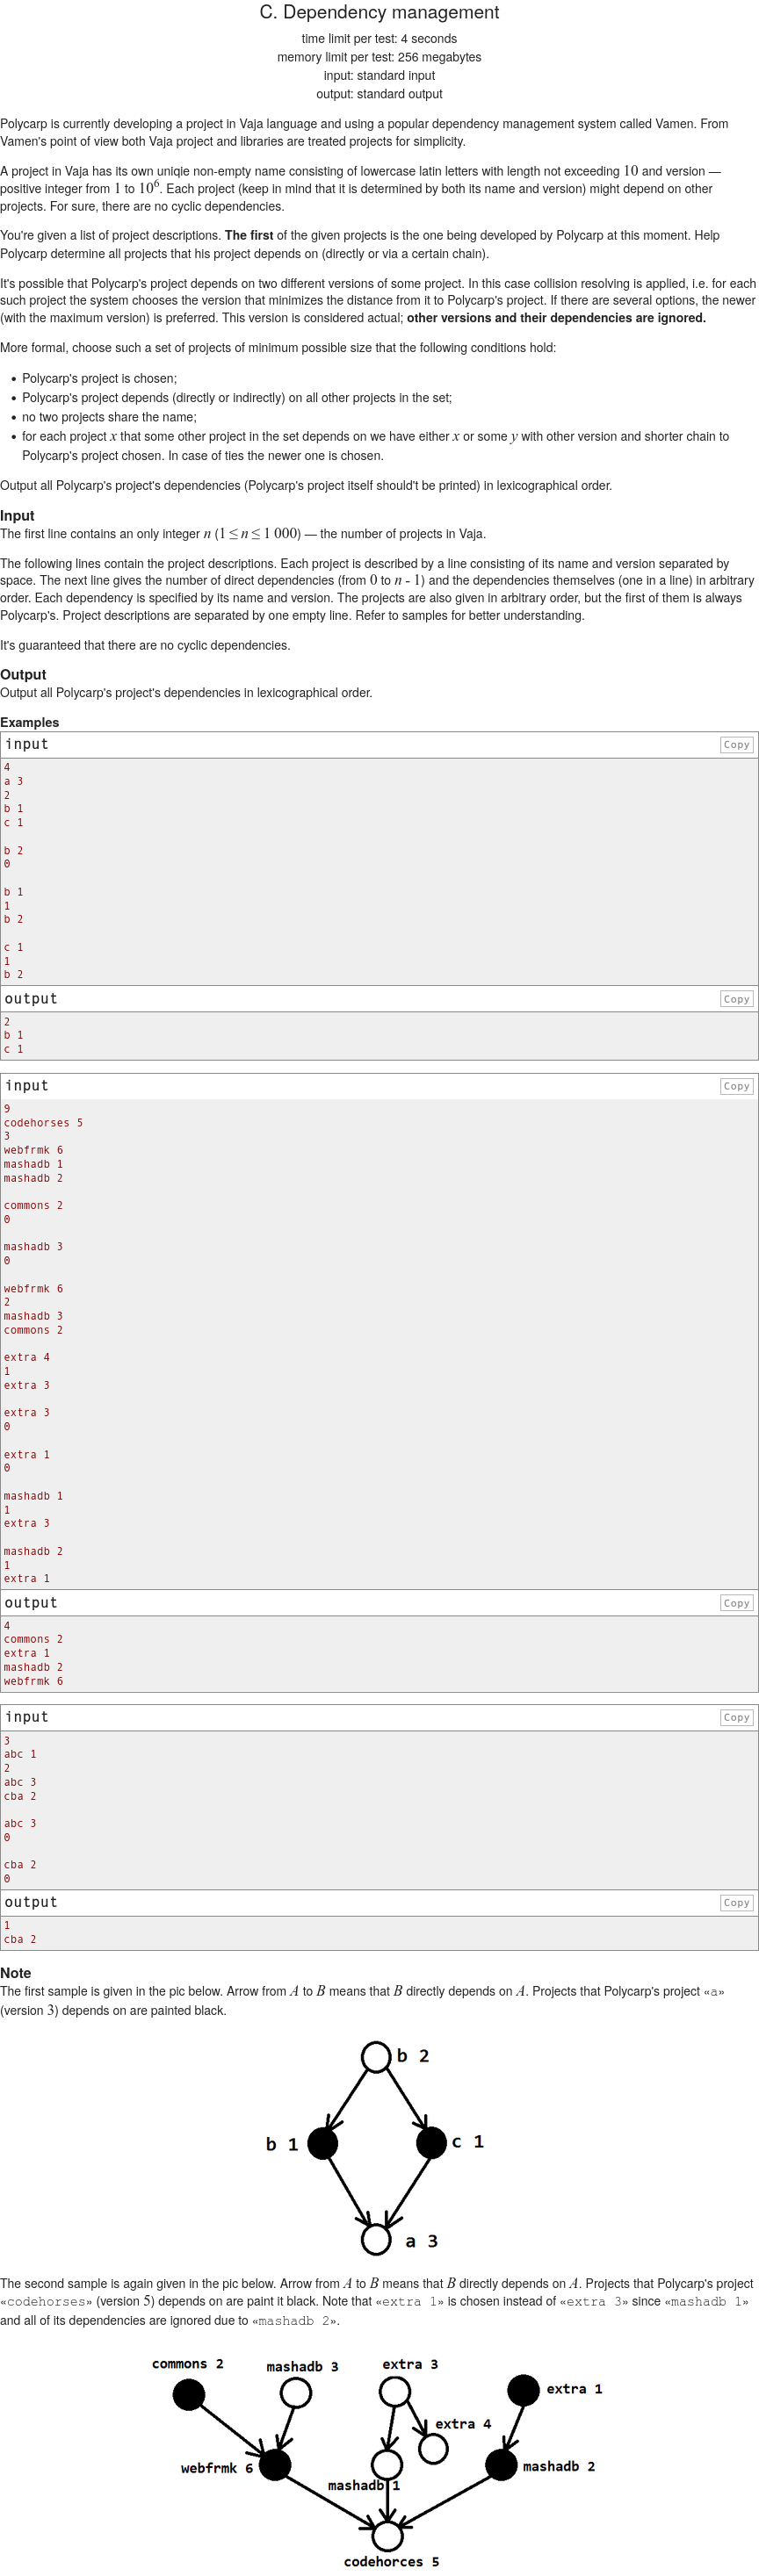 C. Dependency management
time limit per test: 4 seconds
memory limit per test: 256 megabytes
input: standard input
output: standard output
Polycarp is currently developing a project in Vaja language and using a popular dependency management system called Vamen. From
Vamen's point of view both Vaja project and libraries are treated projects for simplicity.
A project in Vaja has its own uniqie non-empty name consisting of lowercase latin letters with length not exceeding 10 and version —
positive integer from 1 to 10^6. Each project (keep in mind that it is determined by both its name and version) might depend on other
projects. For sure, there are no cyclic dependencies.
You're given a list of project descriptions. The first of the given projects is the one being developed by Polycarp at this moment. Help
Polycarp determine all projects that his project depends on (directly or via a certain chain).
It's possible that Polycarp's project depends on two different versions of some project. In this case collision resolving is applied, i.e. for each
such project the system chooses the version that minimizes the distance from it to Polycarp's project. If there are several options, the newer
(with the maximum version) is preferred. This version is considered actual; other versions and their dependencies are ignored.
More formal, choose such a set of projects of minimum possible size that the following conditions hold:
• Polycarp's project is chosen;
• Polycarp's project depends (directly or indirectly) on all other projects in the set;
• no two projects share the name;
• for each project x that some other project in the set depends on we have either x or some y with other version and shorter chain to
Polycarp's project chosen. In case of ties the newer one is chosen.
Output all Polycarp's project's dependencies (Polycarp's project itself should't be printed) in lexicographical order.
Input
The first line contains an only integer n (1 ≤ n ≤ 1 000) — the number of projects in Vaja.
The following lines contain the project descriptions. Each project is described by a line consisting of its name and version separated by
space. The next line gives the number of direct dependencies (from 0 to n - 1) and the dependencies themselves (one in a line) in arbitrary
order. Each dependency is specified by its name and version. The projects are also given in arbitrary order, but the first of them is always
Polycarp's. Project descriptions are separated by one empty line. Refer to samples for better understanding.
It's guaranteed that there are no cyclic dependencies.
Output
Output all Polycarp's project's dependencies in lexicographical order.
Examples
input Copy
4
a 3
2
b 1
c 1
b 2
0
b 1
1
b 2
c 1
1
b 2
output Copy
2
b 1
c 1
input Copy
9
codehorses 5
3
webfrmk 6
mashadb 1
mashadb 2
commons 2
0
mashadb 3
0
webfrmk 6
2
mashadb 3
commons 2
extra 4
1
extra 3
extra 3
0
extra 1
0
mashadb 1
1
extra 3
mashadb 2
1
extra 1
output Copy
4
commons 2
extra 1
mashadb 2
webfrmk 6
input Copy
3
abc 1
2
abc 3
cba 2
abc 3
0
cba 2
0
output Copy
1
cba 2
Note
The first sample is given in the pic below. Arrow from A to B means that B directly depends on A. Projects that Polycarp's project «a»
(version 3) depends on are painted black.
b 2
b 1 c 1
a 3
The second sample is again given in the pic below. Arrow from A to B means that B directly depends on A. Projects that Polycarp's project
«codehorses» (version 5) depends on are paint it black. Note that «extra 1» is chosen instead of «extra 3» since «mashadb 1»
and all of its dependencies are ignored due to «mashadb 2».
commons 2 mashadb 3 extra 3
extra 1
extra 4
webfrmk 6 mashadb 2
mashadb 1
codehorces 5